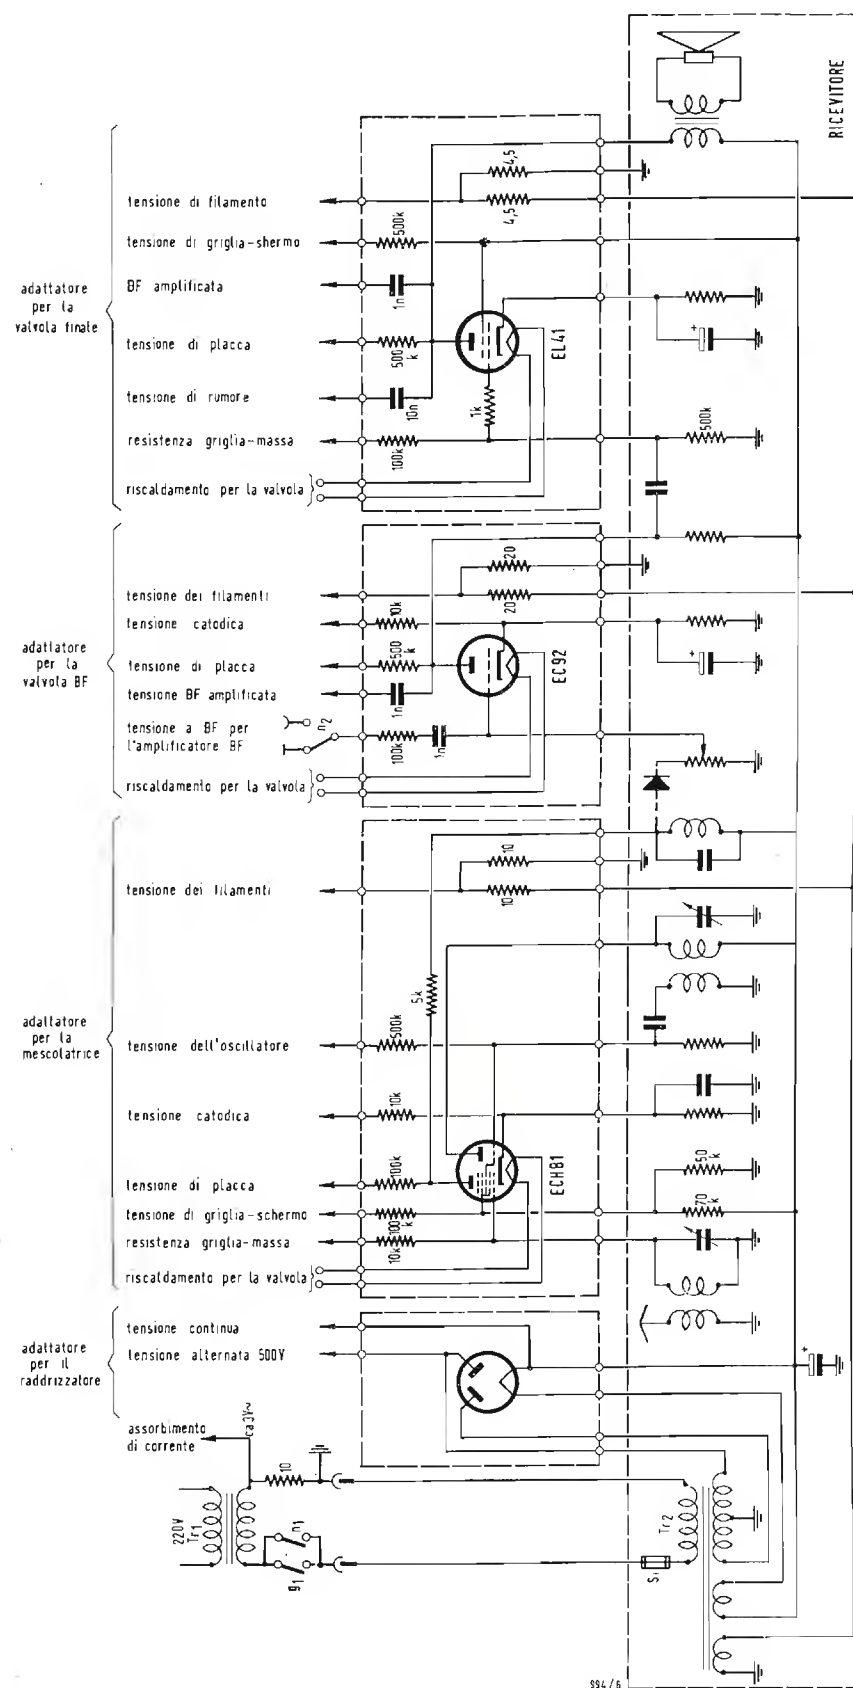 RICEVITORE
4,5
tensione di filamento
4,5
500k
tensione di griglia-shermo
adattatore
per la
valvola finale
BF amplificata
1n
tensione di placca
500
k
EL41
tensione di rumore
10n
1k
resistenza griglia-massa
100k
500k
riscaldamento per la valvola
20
tensione dei filamenti
20
10k
tensione catodica
adattatore
per la
valvola BF
tensione di placca
500
k
EC92
tensione BF amplificata
1n
tensione a BF per
l'amplificatore BF
n2
100k
1n
riscaldamento per la valvola
10
tensione dei filamenti
10
5k
adattatore
per la
mescolatrice
tensione dell'oscillatore
500k
tensione catodica
10k
tensione di placca
100k
ECH81
50
k
tensione di griglia-schermo
100
k
70
k
resistenza griglia-massa
10k
riscaldamento per la valvola
tensione continua
+
adattatore
per il
raddrizzatore
tensione alternata 500V
assorbimento
di corrente
ca3V~
10
220V
Tr1
Tr2
n1
g1
Si
994/6